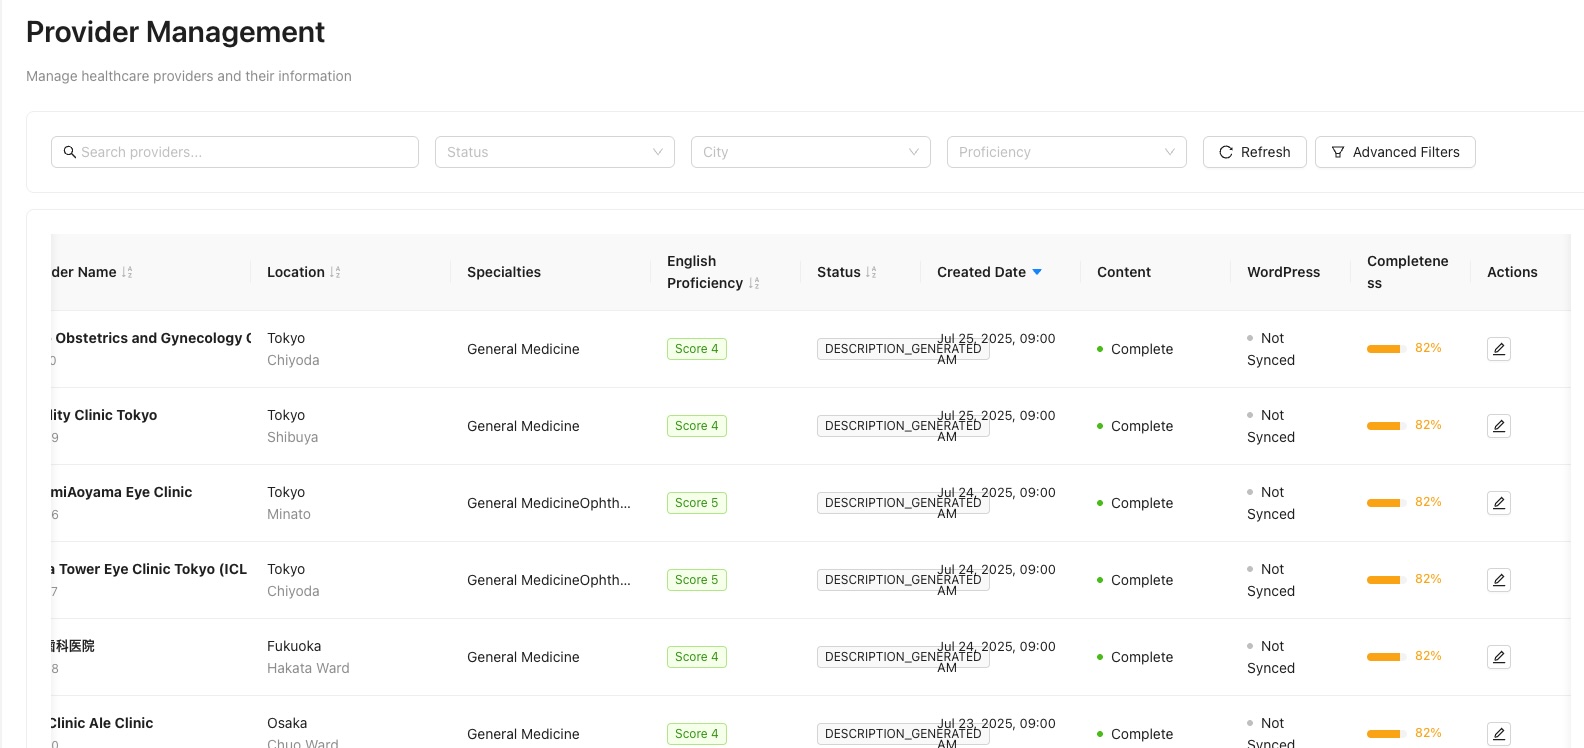 Provider Management
Manage healthcare providers and their information
Search providers...
Status
City
Proficiency
Refresh
Advanced Filters
der Name
Location
Specialties
English
Proficiency
Status
Created Date
Content
WordPress
Completene
ss
Actions
Obstetrics and Gynecology
0
Tokyo
Chiyoda
General Medicine
Score 4
DESCRIPTION_GENERATED
Jul 25, 2025, 09:00
AM
Complete
Not
Synced
82%
lity Clinic Tokyo
9
Tokyo
Shibuya
General Medicine
Score 4
DESCRIPTION_GENERATED
Jul 25, 2025, 09:00
AM
Complete
Not
Synced
82%
miAoyama Eye Clinic
6
Tokyo
Minato
General MedicineOphth...
Score 5
DESCRIPTION_GENERATED
Jul 24, 2025, 09:00
AM
Complete
Not
Synced
82%
a Tower Eye Clinic Tokyo (ICL
7
Tokyo
Chiyoda
General MedicineOphth...
Score 5
DESCRIPTION_GENERATED
Jul 24, 2025, 09:00
AM
Complete
Not
Synced
82%
科医院
8
Fukuoka
Hakata Ward
General Medicine
Score 4
DESCRIPTION_GENERATED
Jul 24, 2025, 09:00
AM
Complete
Not
Synced
82%
Clinic Ale Clinic
0
Osaka
Chuo Ward
General Medicine
Score 4
DESCRIPTION_GENERATED
Jul 23, 2025, 09:00
AM
Complete
Not
Synced
82%